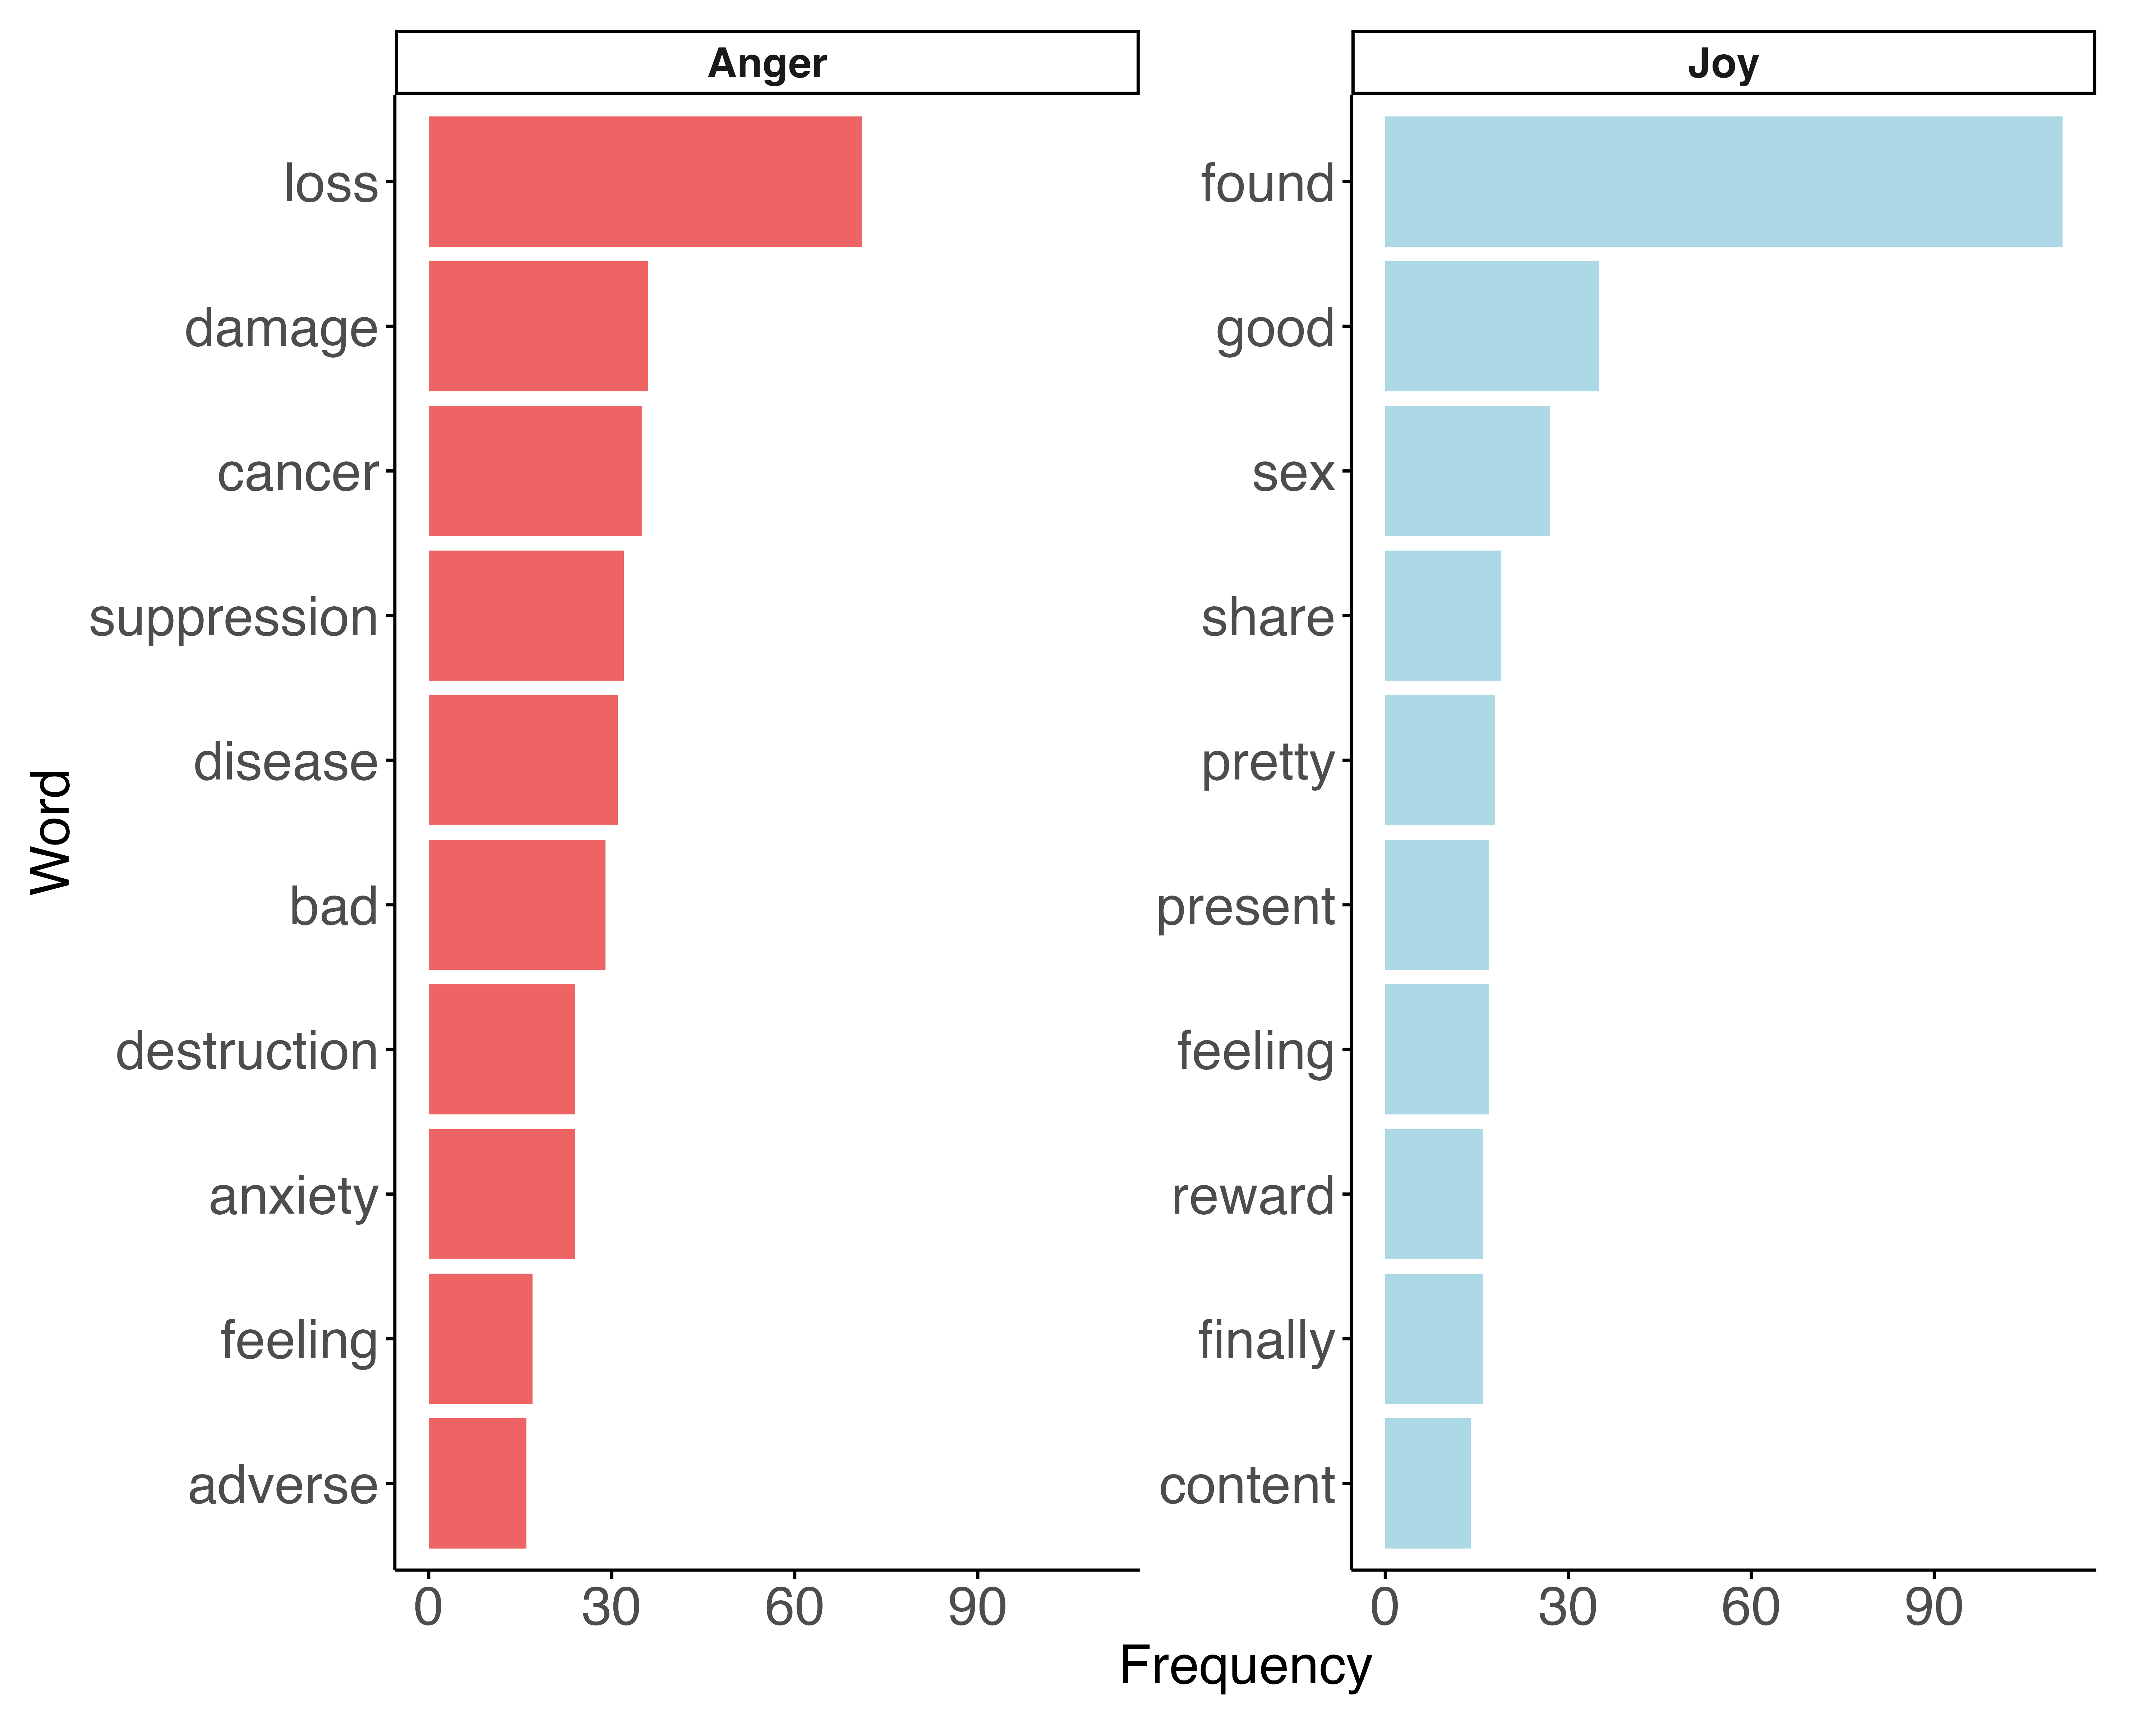 Anger
Joy
loss
damage
cancer
suppression
disease
bad
destruction
anxiety
feeling
adverse
found
good
sex
share
pretty
present
feeling
reward
finally
content
0 30 60 90
0 30 60 90
Word
Frequency